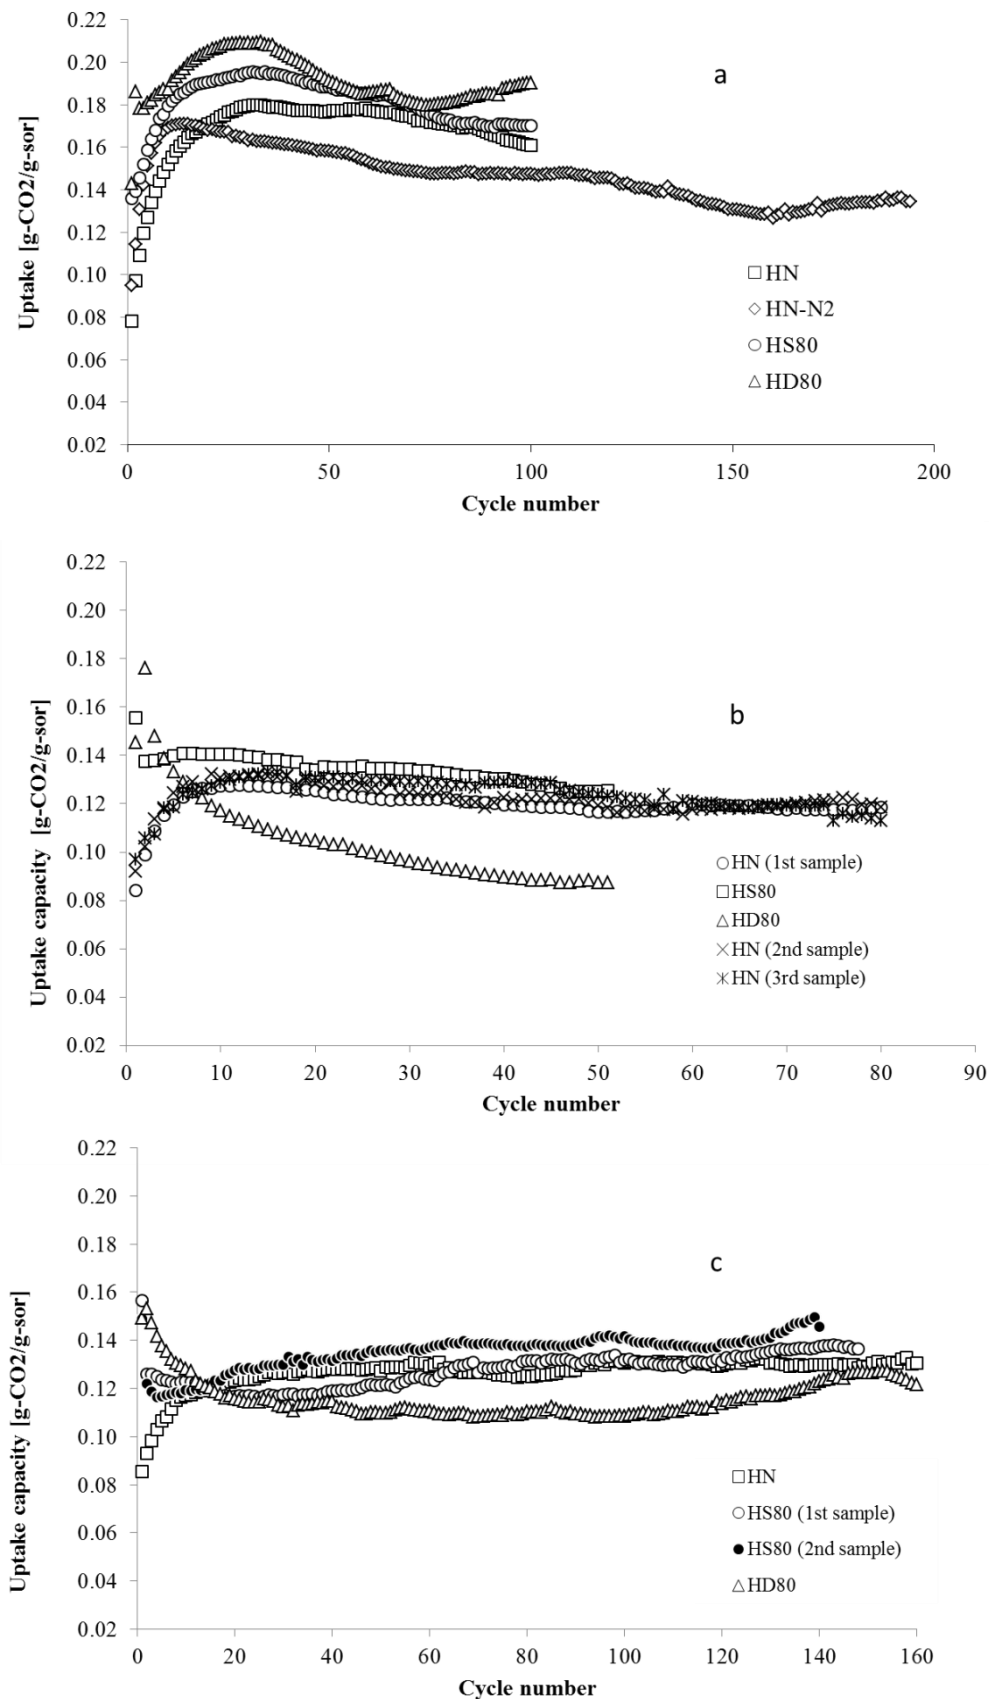 0.22
0.20
0.18
0.16
0.14
0.12
0.10
0.08
0.06
0.04
0.02
Uptake [g-CO2/g-sor]
a
HN
HN-N2
HS80
HD80
0 50 100 150 200
Cycle number
0.22
0.20
0.18
0.16
0.14
0.12
0.10
0.08
0.06
0.04
0.02
Uptake capacity [g-CO2/g-sor]
b
HN (1st sample)
HS80
HD80
HN (2nd sample)
HN (3rd sample)
0 10 20 30 40 50 60 70 80 90
Cycle number
0.22
0.20
0.18
0.16
0.14
0.12
0.10
0.08
0.06
0.04
0.02
Uptake capacity [g-CO2/g-sor]
c
HN
HS80 (1st sample)
HS80 (2nd sample)
HD80
0 20 40 60 80 100 120 140 160
Cycle number